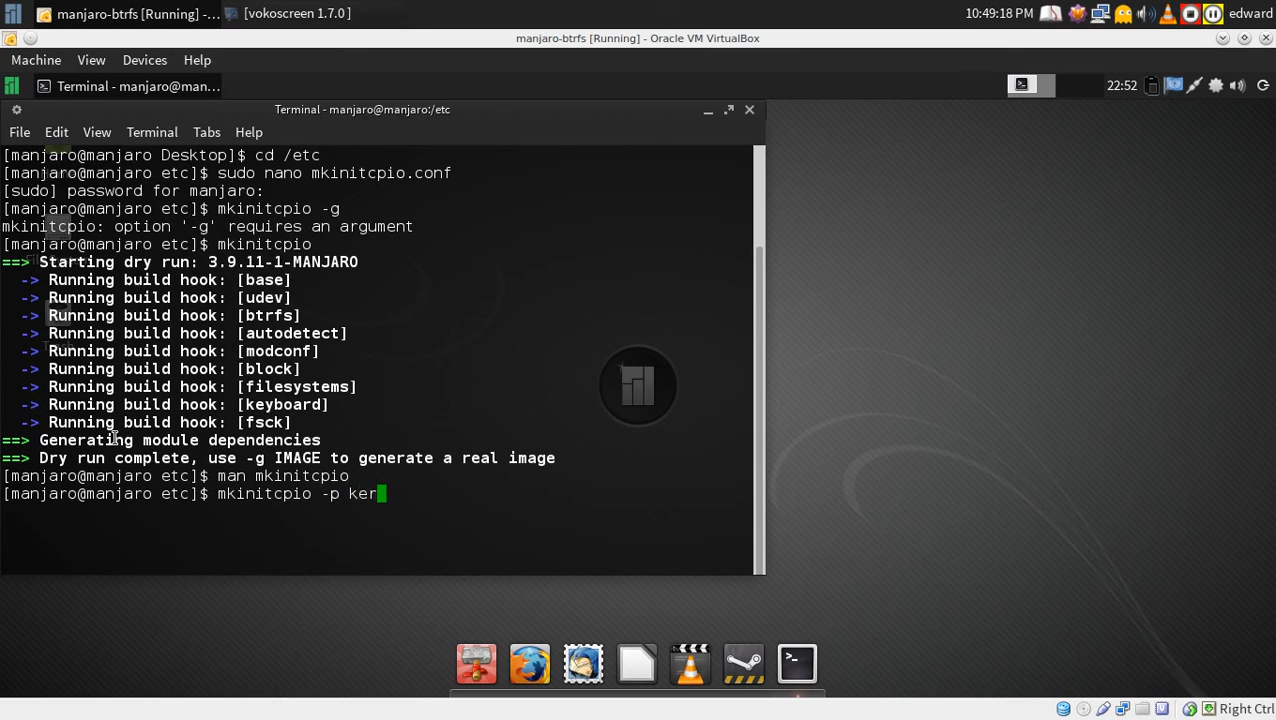 manjaro-btrfs [Running] -...
[vokoscreen 1.7.0]
10:49:18 PM
edward
manjaro-btrfs [Running] - Oracle VM VirtualBox
Machine View Devices Help
Terminal - manjaro@man...
22:52
Terminal - manjaro@manjaro:/etc
File Edit View Terminal Tabs Help
[manjaro@manjaro Desktop]$ cd /etc
[manjaro@manjaro etc]$ sudo nano mkinitcpio.conf
[sudo] password for manjaro:
[manjaro@manjaro etc]$ mkinitcpio -g
mkinitcpio: option '-g' requires an argument
[manjaro@manjaro etc]$ mkinitcpio
==> Starting dry run: 3.9.11-1-MANJARO
-> Running build hook: [base]
-> Running build hook: [udev]
-> Running build hook: [btrfs]
-> Running build hook: [autodetect]
-> Running build hook: [modconf]
-> Running build hook: [block]
-> Running build hook: [filesystems]
-> Running build hook: [keyboard]
-> Running build hook: [fsck]
==> Generating module dependencies
==> Dry run complete, use -g IMAGE to generate a real image
[manjaro@manjaro etc]$ man mkinitcpio
[manjaro@manjaro etc]$ mkinitcpio -p ker
Right Ctrl